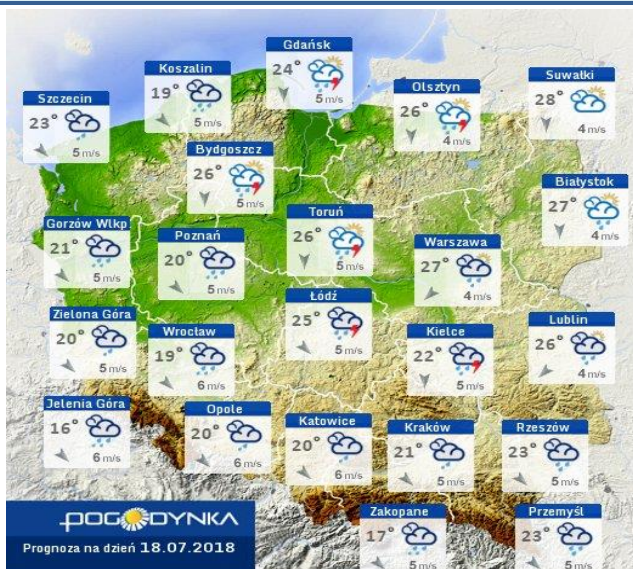 Gdańsk
24°
5 m/s
Koszalin
19°
5 m/s
Suwałki
28°
4 m/s
Olsztyn
26°
4 m/s
Szczecin
23°
5 m/s
Bydgoszcz
26°
5 m/s
Białystok
27°
4 m/s
Toruń
26°
5 m/s
Gorzów Wlkp
21°
5 m/s
Poznań
20°
5 m/s
Warszawa
27°
4 m/s
Łódź
25°
5 m/s
Zielona Góra
20°
5 m/s
Lublin
26°
4 m/s
Wrocław
19°
6 m/s
Kielce
22°
5 m/s
Jelenia Góra
16°
6 m/s
Opole
20°
6 m/s
Katowice
20°
6 m/s
Kraków
21°
5 m/s
Rzeszów
23°
5 m/s
Zakopane
17°
5 m/s
Przemyśl
23°
5 m/s
POGODYNKA
Prognoza na dzień 18.07.2018